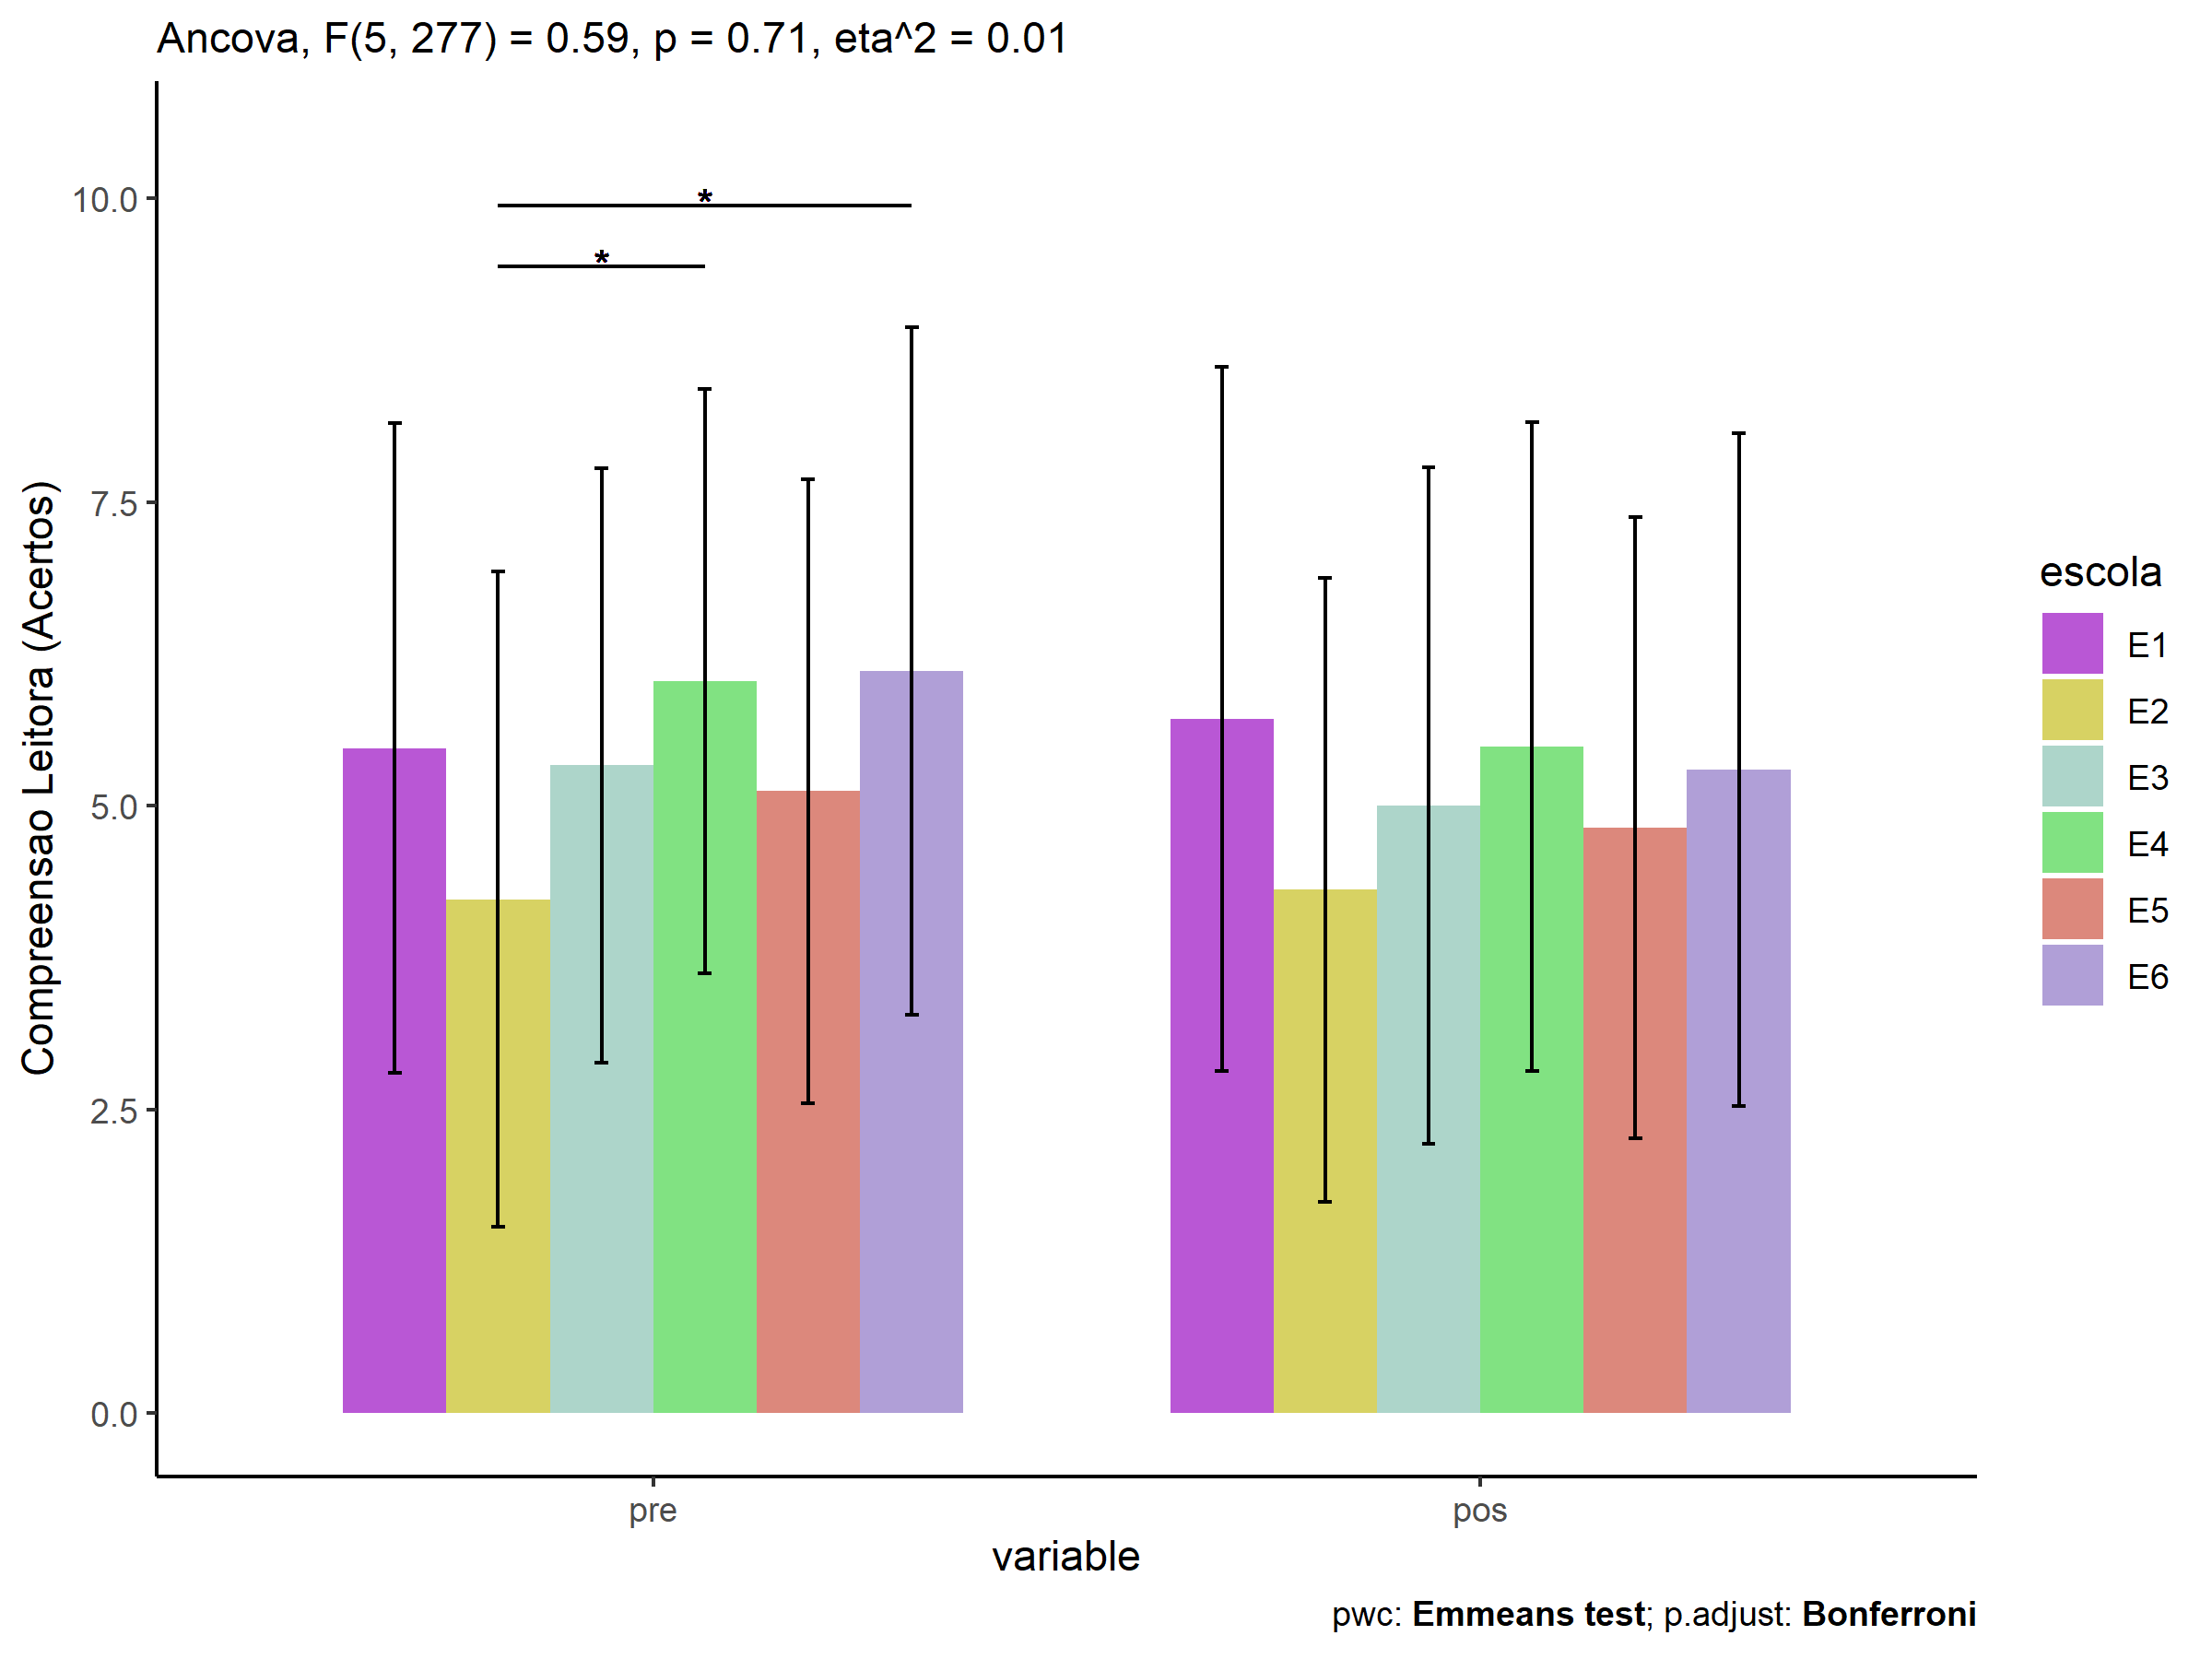 Ancova, F(5, 277) = 0.59, p = 0.71, eta^2 = 0.01
Compreensao Leitora (Acertos)
10.0
7.5
5.0
2.5
0.0
*
*
pre
pos
variable
escola
E1
E2
E3
E4
E5
E6
pwc: Emmeans test; p.adjust: Bonferroni